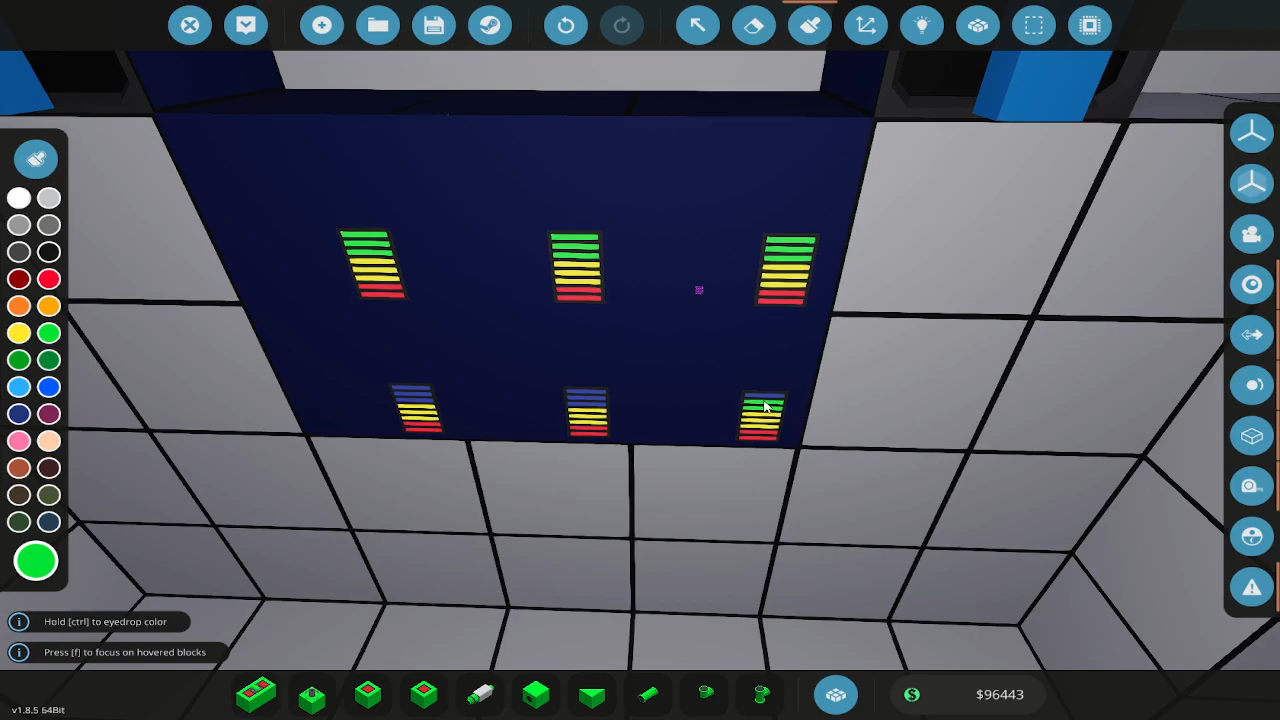 Hold [ctrl] to eyedrop color
Press [f] to focus on hovered blocks
$ $96443
v1.8.5 64Bit